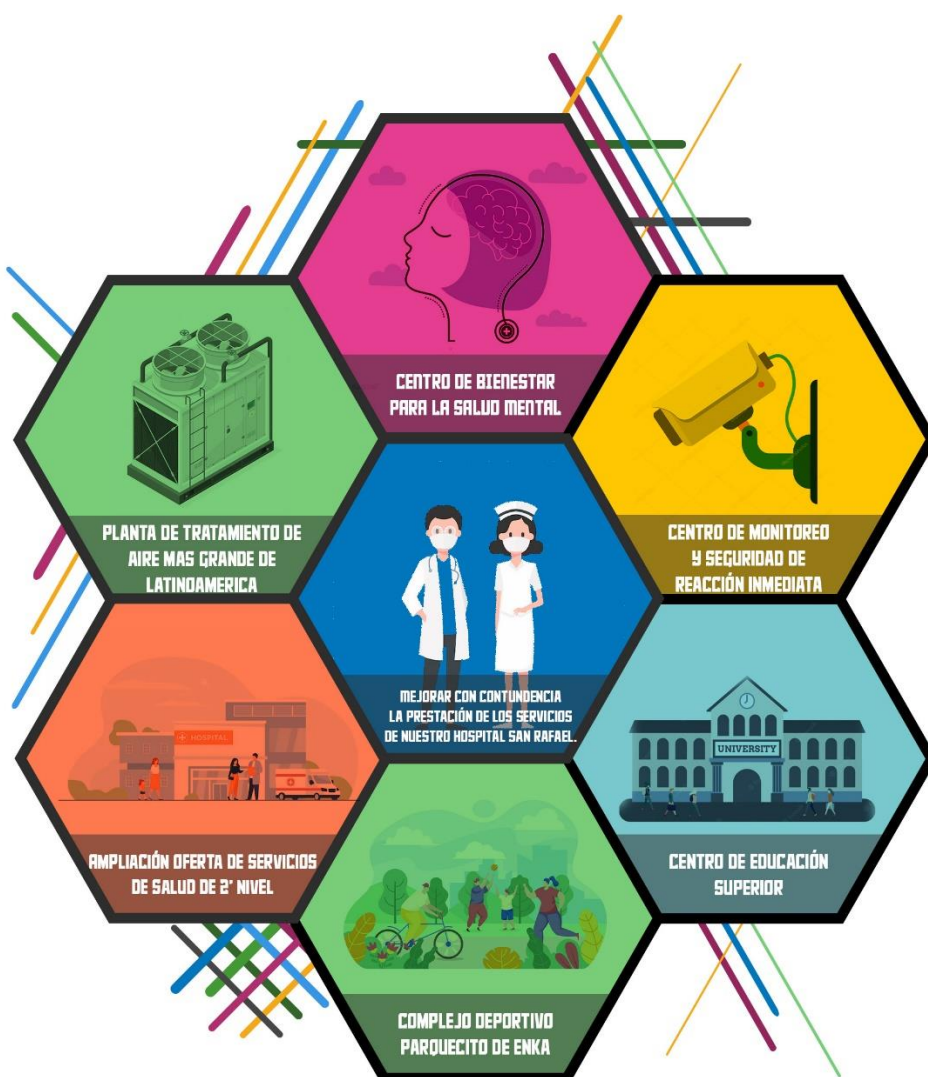 CENTRO DE BIENESTAR
PARA LA SALUD MENTAL
PLANTA DE TRATAMIENTO DE
AIRE MAS GRANDE DE
LATINOAMERICA
CENTRO DE MONITOREO
Y SEGURIDAD DE
REACCIÓN INMEDIATA
MEJORAR CON CONTUNDENCIA
LA PRESTACIÓN DE LOS SERVICIOS
DE NUESTRO HOSPITAL SAN RAFAEL.
HOSPITAL
AMPLIACIÓN OFERTA DE SERVICIOS
DE SALUD DE 2° NIVEL
UNIVERSITY
CENTRO DE EDUCACIÓN
SUPERIOR
COMPLEJO DEPORTIVO
PARQUECITO DE ENKA